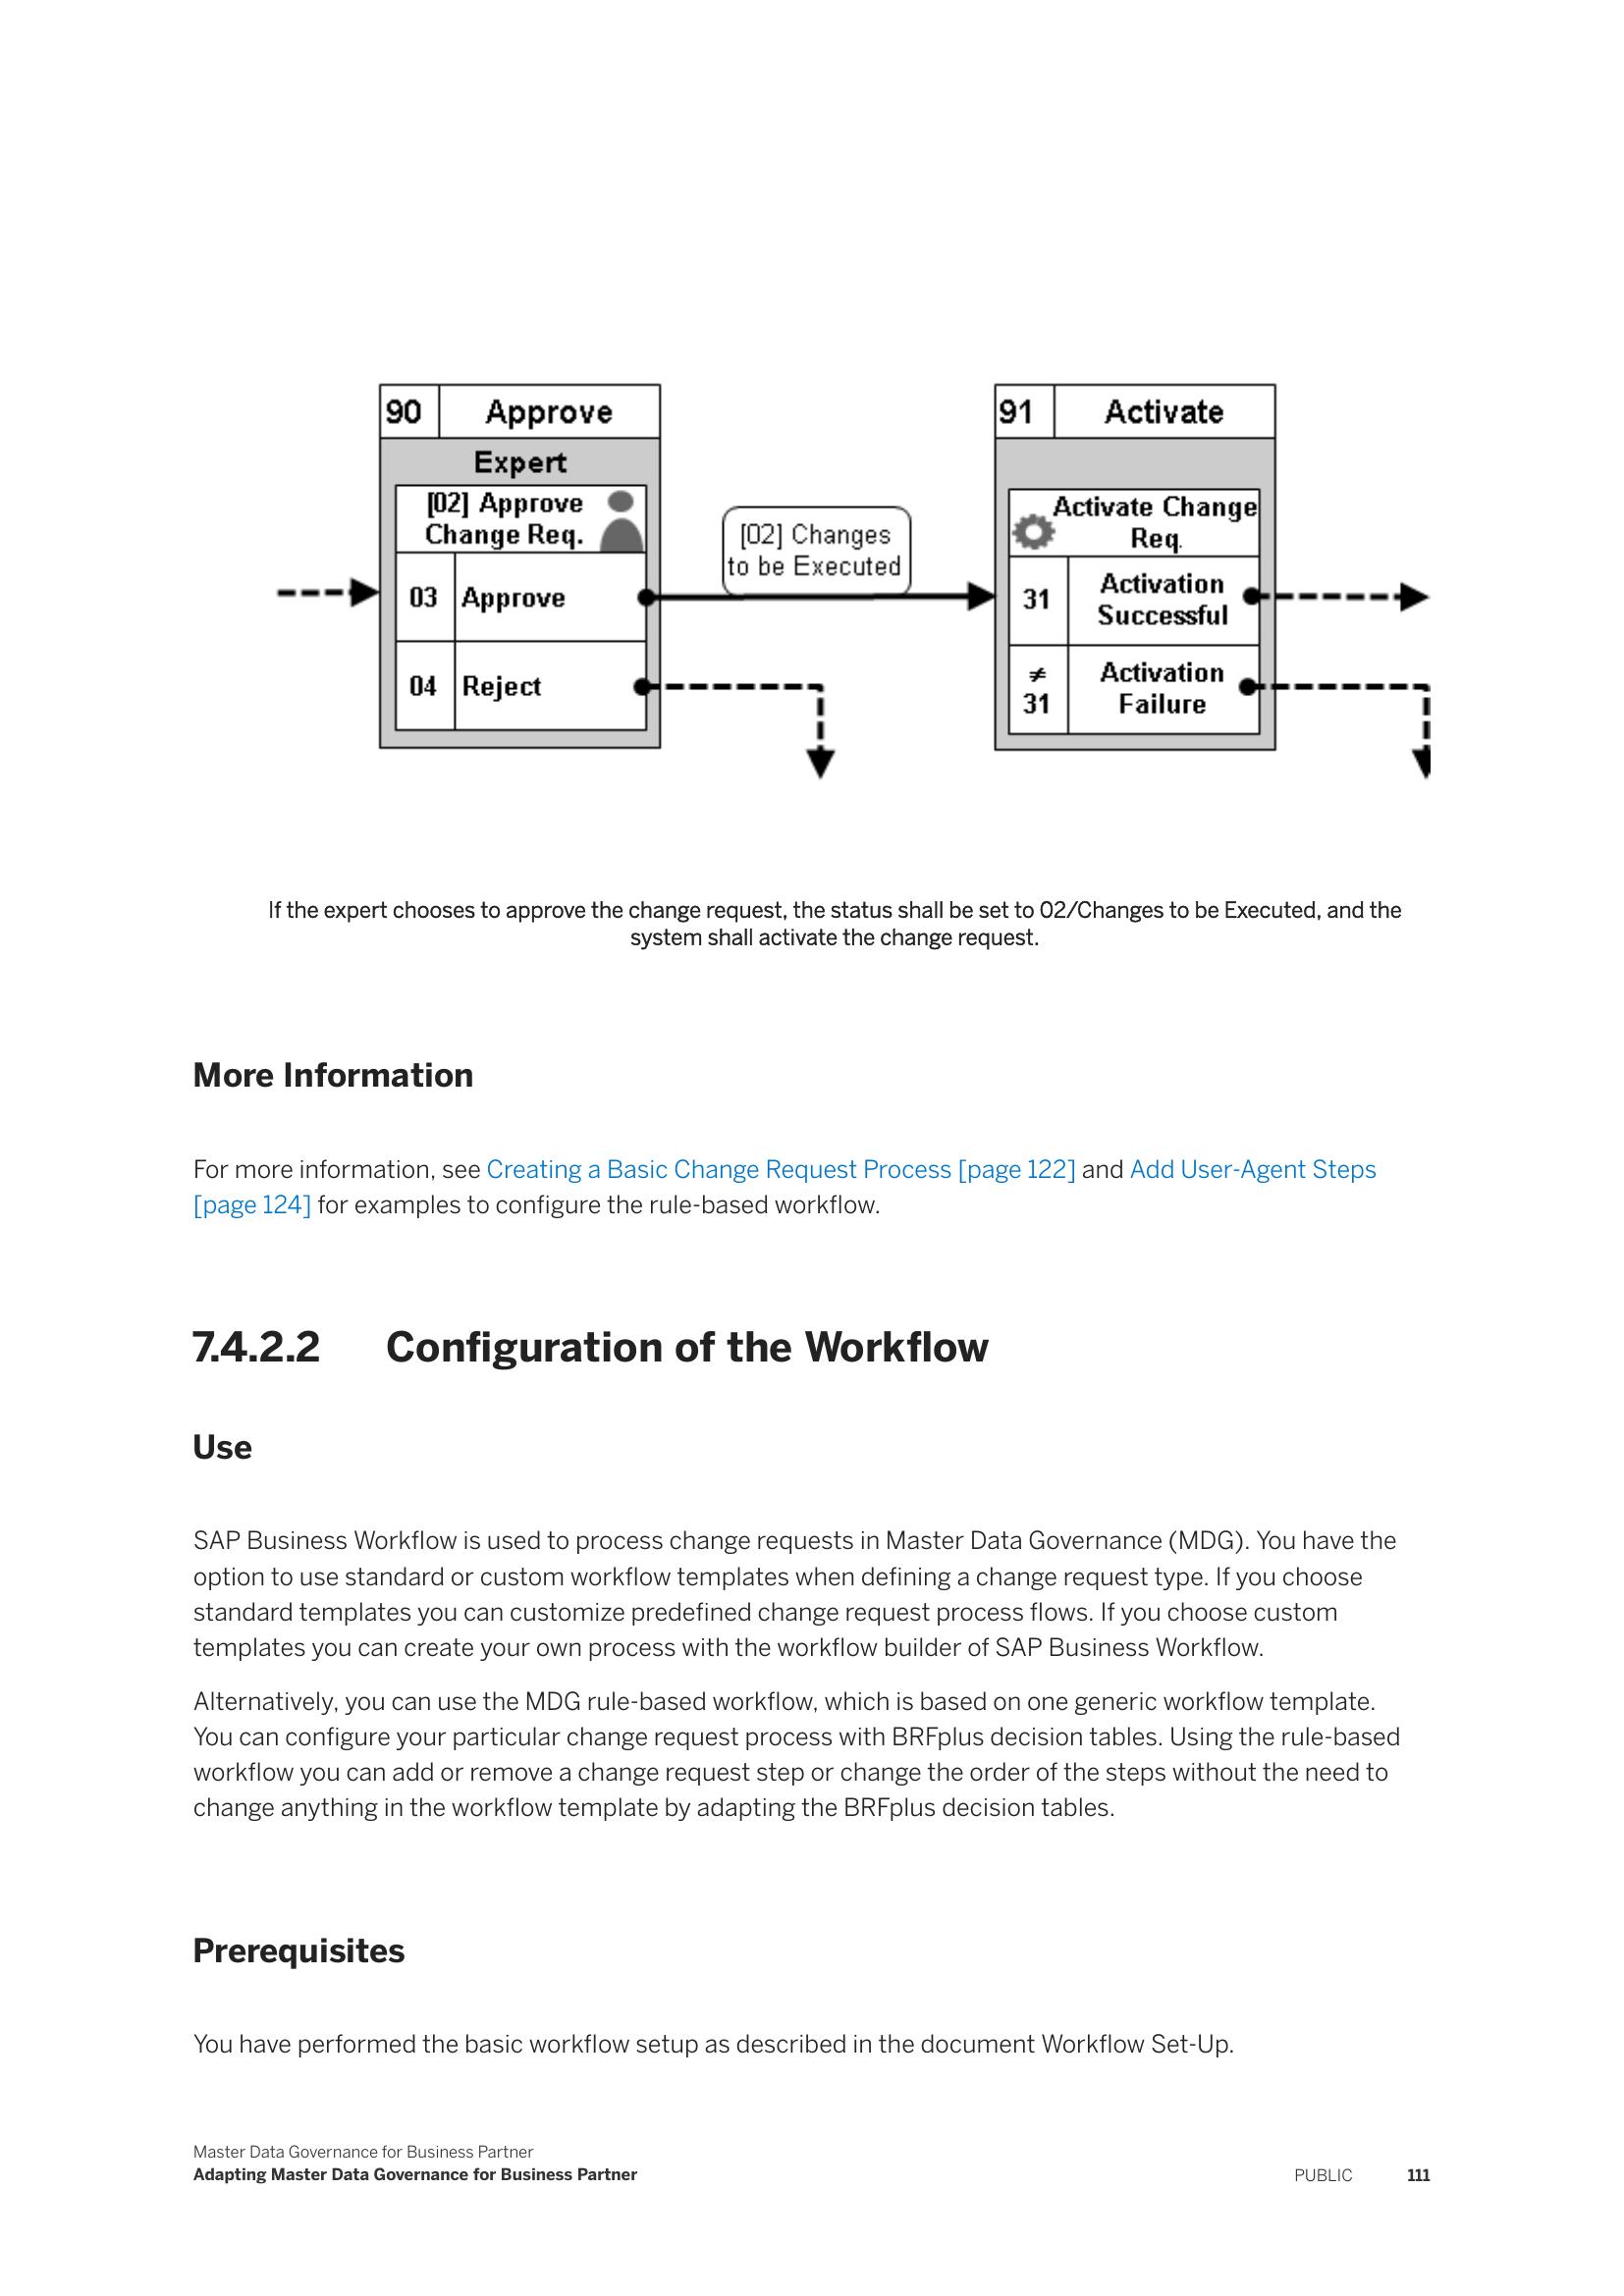 90 Approve
Expert
[02] Approve
Change Req.
03 Approve
04 Reject
[02] Changes
to be Executed
91 Activate
Activate Change
Req.
31 Activation
Successful
≠
31 Activation
Failure
If the expert chooses to approve the change request, the status shall be set to 02/Changes to be Executed, and the
system shall activate the change request.
More Information
For more information, see Creating a Basic Change Request Process [page 122] and Add User-Agent Steps
[page 124] for examples to configure the rule-based workflow.
7.4.2.2 Configuration of the Workflow
Use
SAP Business Workflow is used to process change requests in Master Data Governance (MDG). You have the
option to use standard or custom workflow templates when defining a change request type. If you choose
standard templates you can customize predefined change request process flows. If you choose custom
templates you can create your own process with the workflow builder of SAP Business Workflow.
Alternatively, you can use the MDG rule-based workflow, which is based on one generic workflow template.
You can configure your particular change request process with BRFplus decision tables. Using the rule-based
workflow you can add or remove a change request step or change the order of the steps without the need to
change anything in the workflow template by adapting the BRFplus decision tables.
Prerequisites
You have performed the basic workflow setup as described in the document Workflow Set-Up.
Master Data Governance for Business Partner
Adapting Master Data Governance for Business Partner
PUBLIC 111